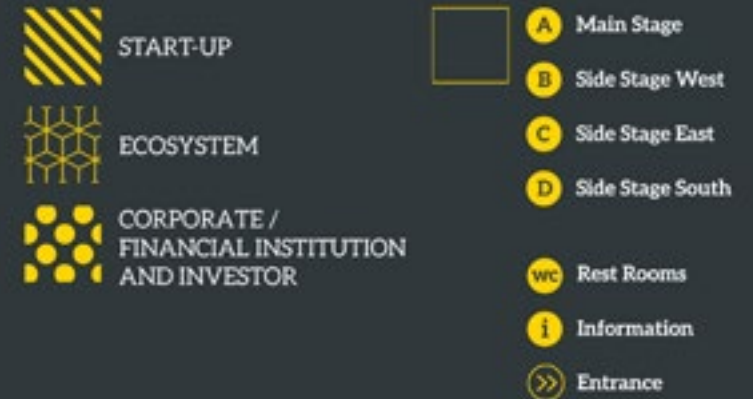 START-UP
ECOSYSTEM
CORPORATE /
FINANCIAL INSTITUTION
AND INVESTOR
A Main Stage
B Side Stage West
C Side Stage East
D Side Stage South
wc Rest Rooms
i Information
Entrance